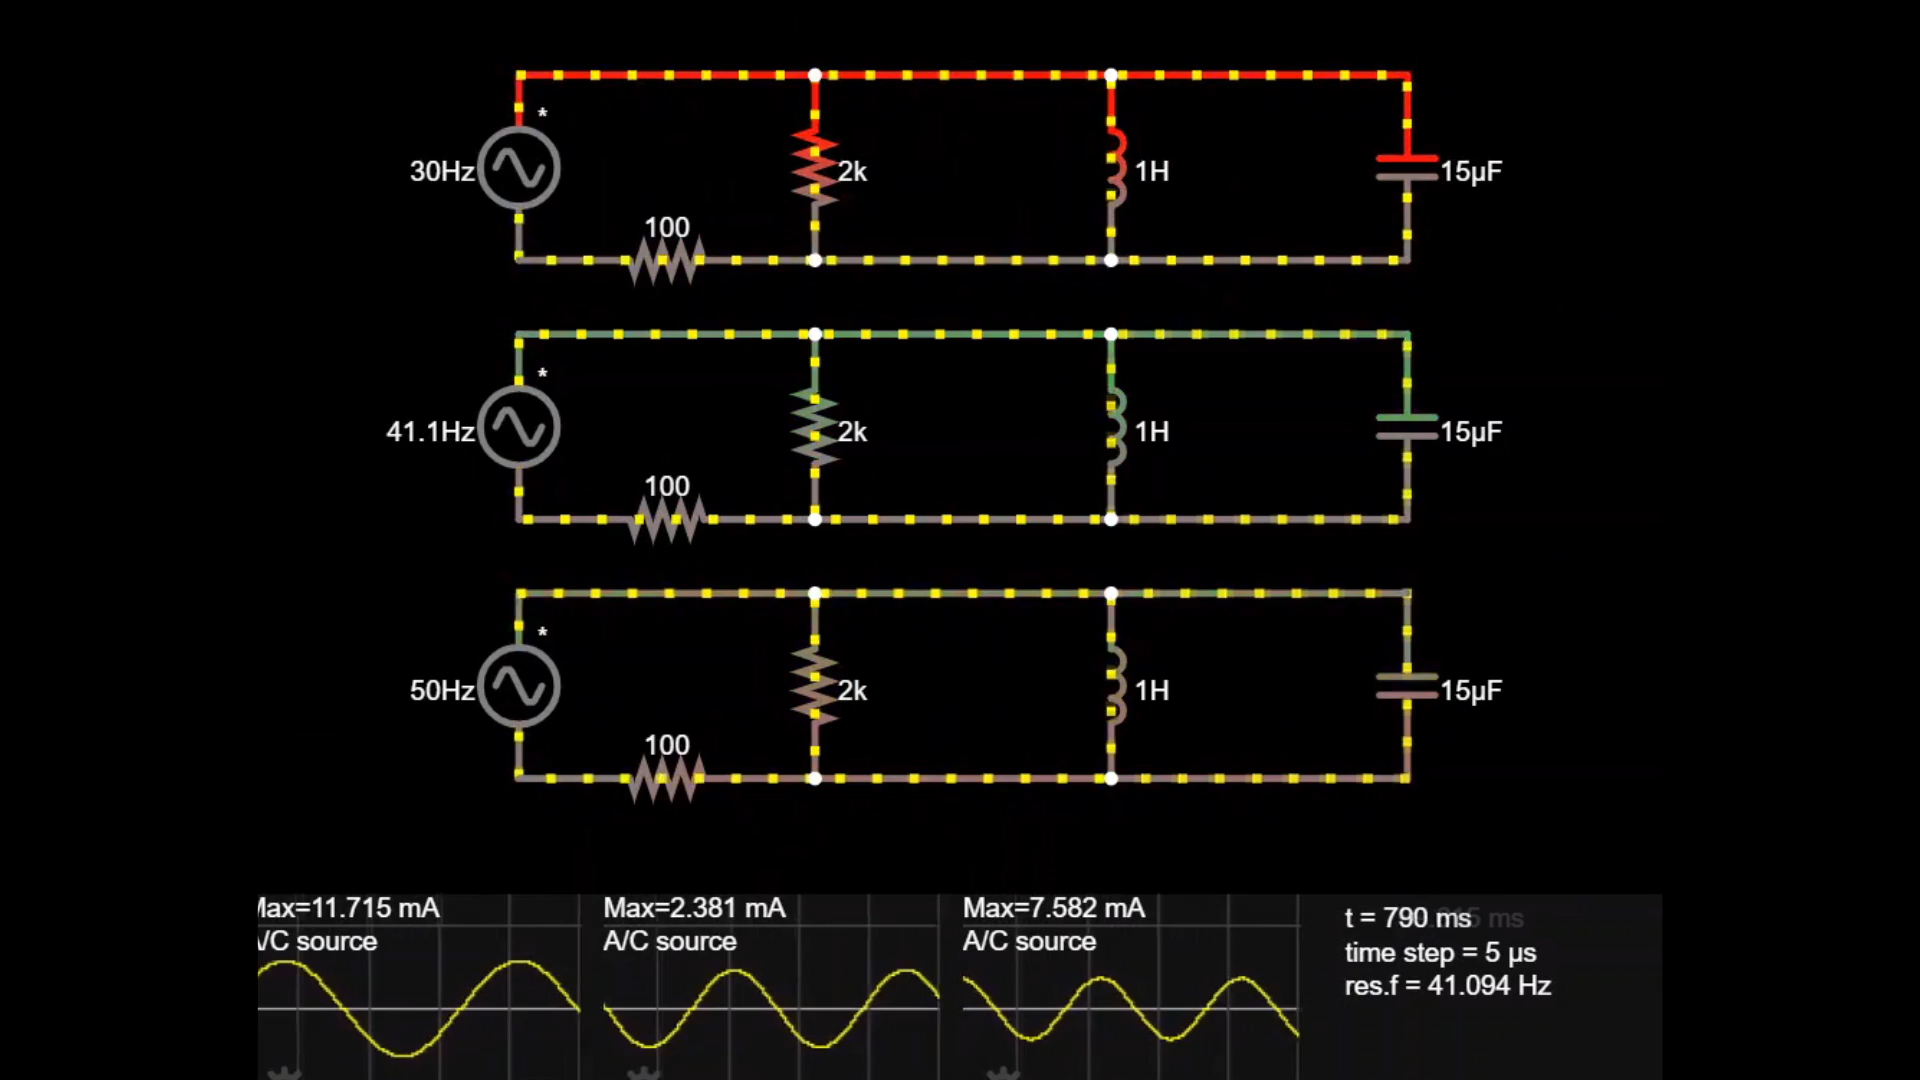 *
30Hz
2k
1H
15µF
100
*
41.1Hz
2k
1H
15µF
100
*
50Hz
2k
1H
15µF
100
Max=11.715 mA
A/C source
Max=2.381 mA
A/C source
Max=7.582 mA
A/C source
t = 790 ms
time step = 5 µs
res.f = 41.094 Hz